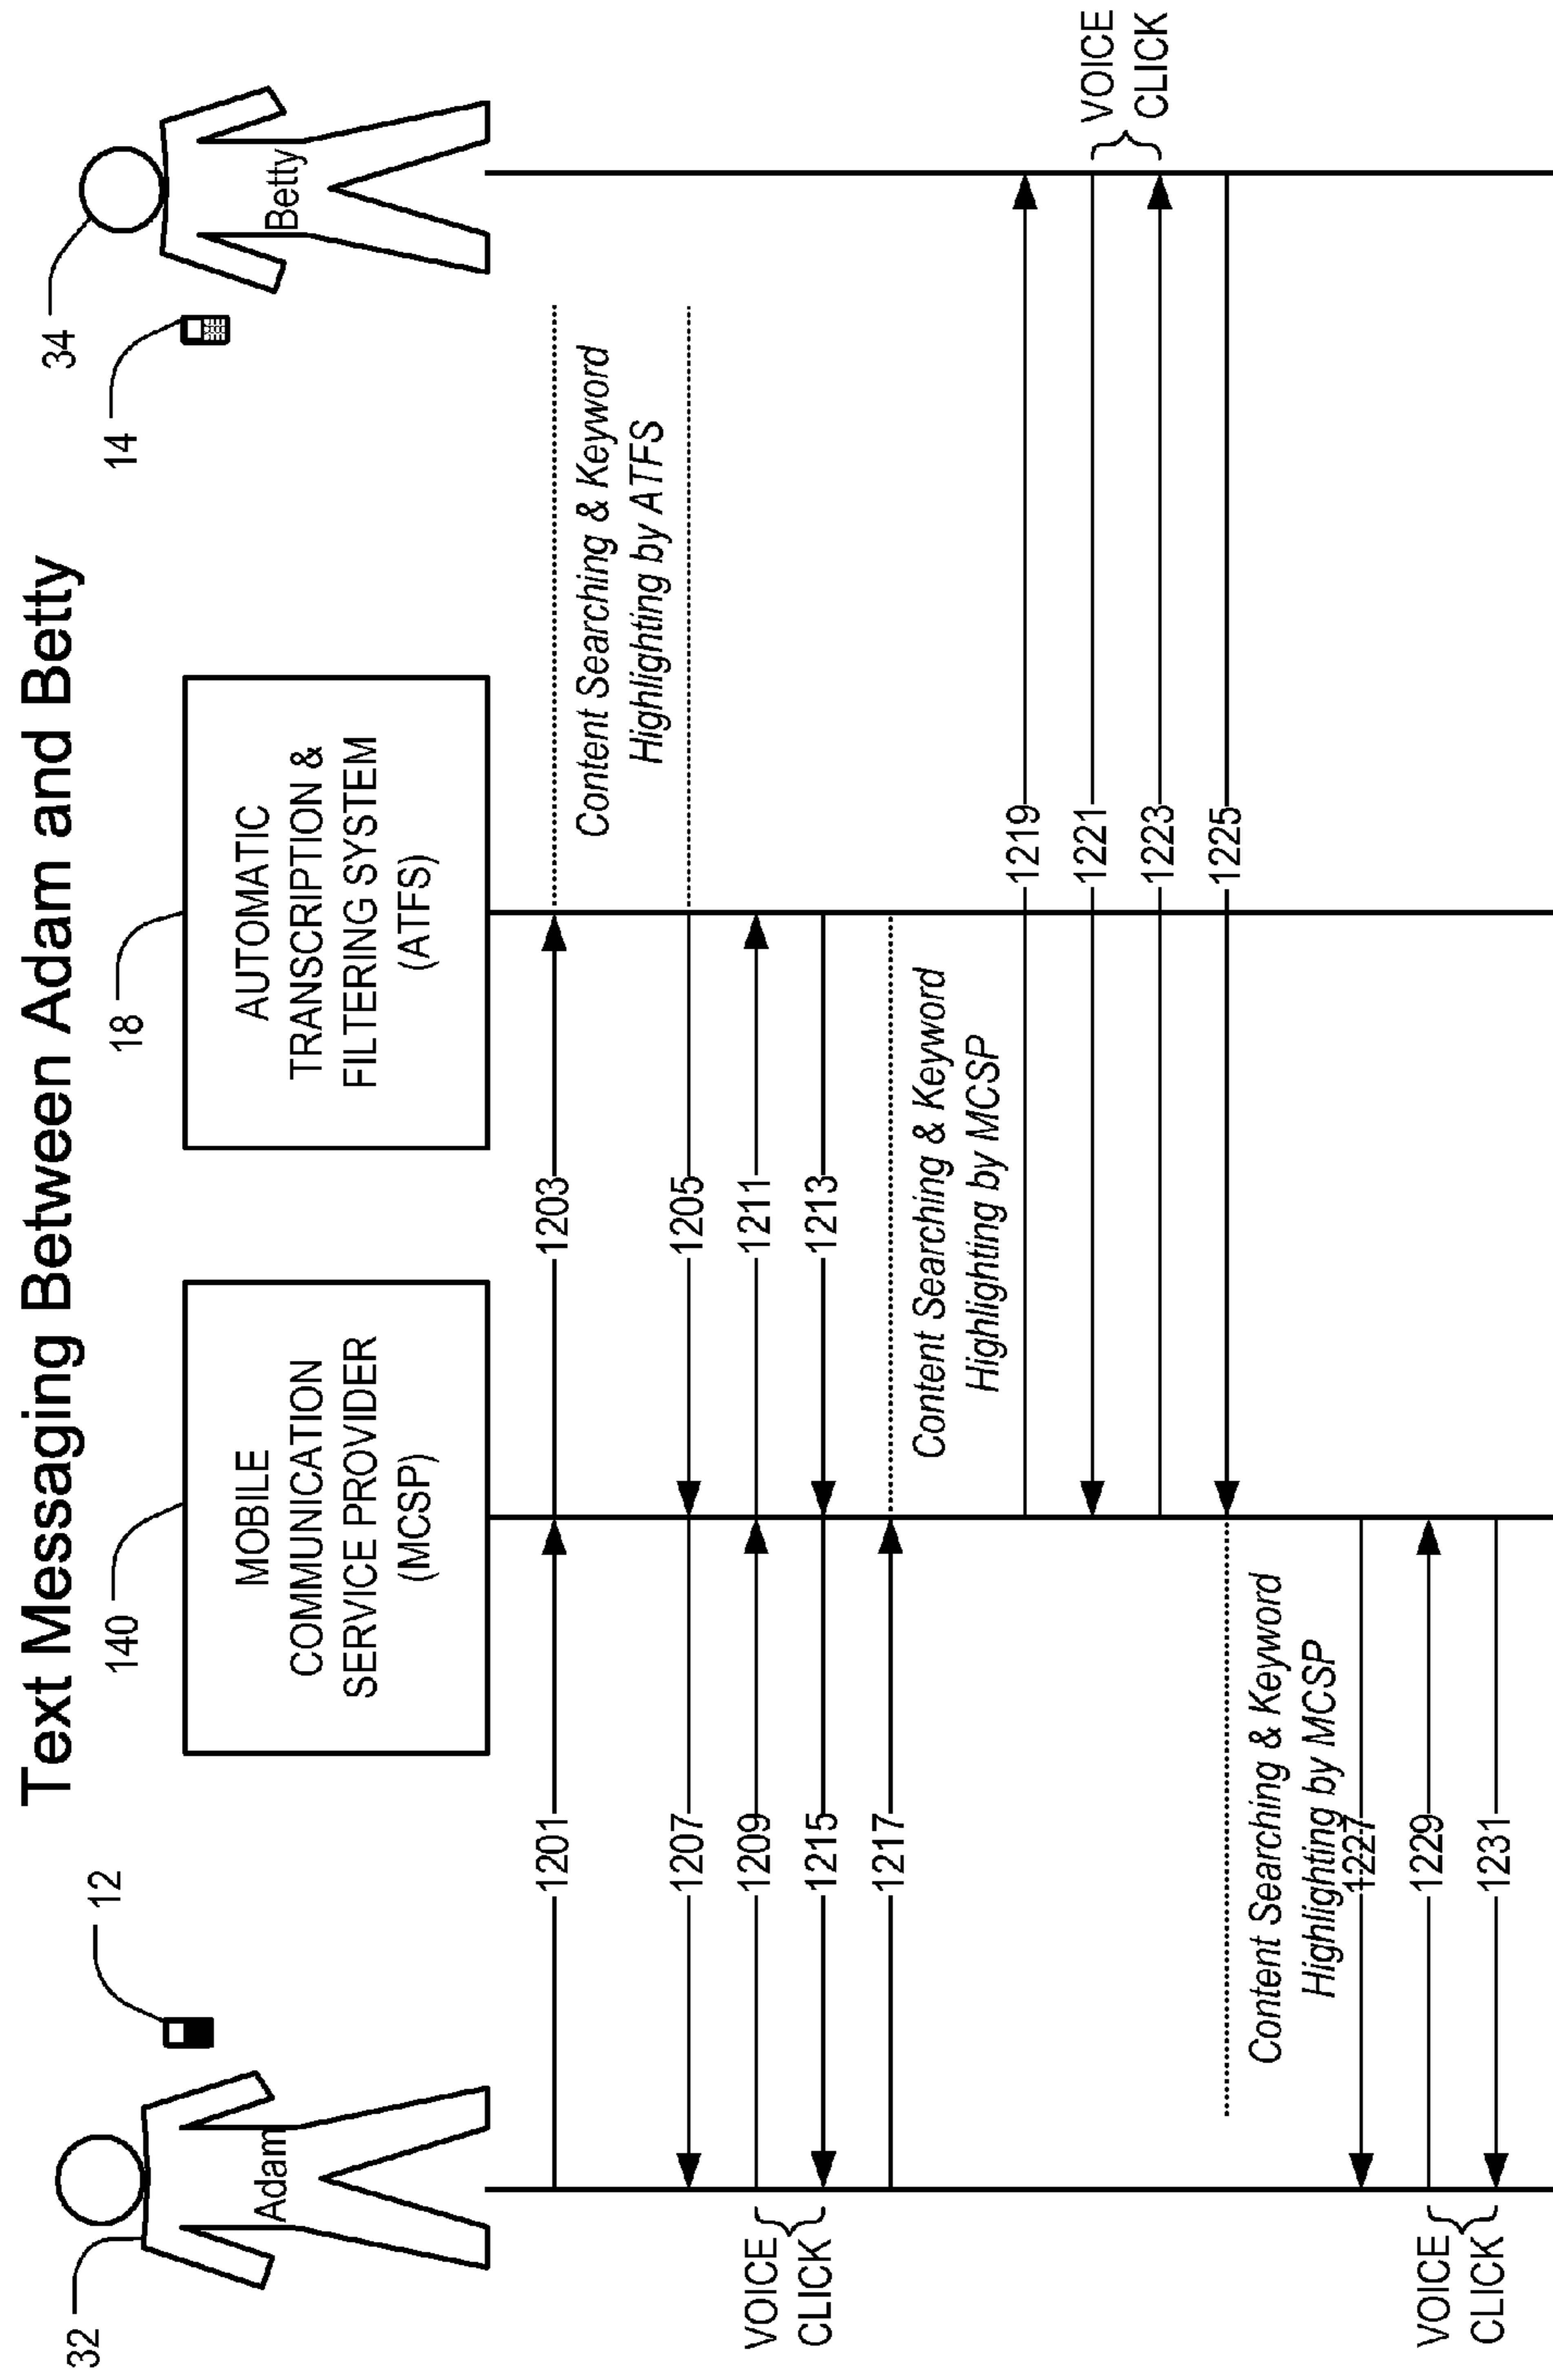 Text Messaging Between Adam and Betty
32
12
140
18
14
34
Adam
MOBILE
COMMUNICATION
SERVICE PROVIDER
(MCSP)
AUTOMATIC
TRANSCRIPTION &
FILTERING SYSTEM
(ATFS)
Betty
1201
1203
Content Searching & Keyword
Highlighting by ATFS
1207
1205
VOICE
CLICK
1209
1211
1215
1213
1217
Content Searching & Keyword
Highlighting by MCSP
1219
1221
VOICE
CLICK
1223
1225
Content Searching & Keyword
Highlighting by MCSP
1227
VOICE
CLICK
1229
1231